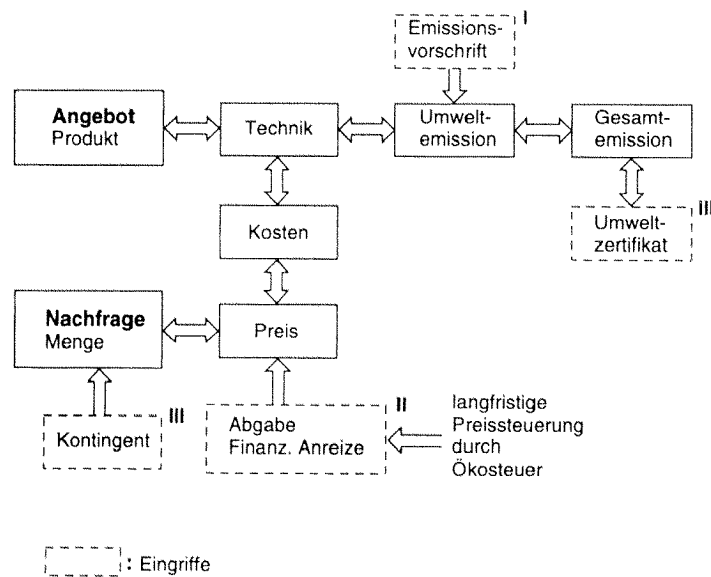 Emissions-
vorschrift
I
Angebot
Produkt
Technik
Umwelt-
emission
Gesamt-
emission
Kosten
Umwelt-
zertifikat
III
Nachfrage
Menge
Preis
Kontingent
III
Abgabe
Finanz. Anreize
II
langfristige
Preissteuerung
durch
Ökosteuer
: Eingriffe